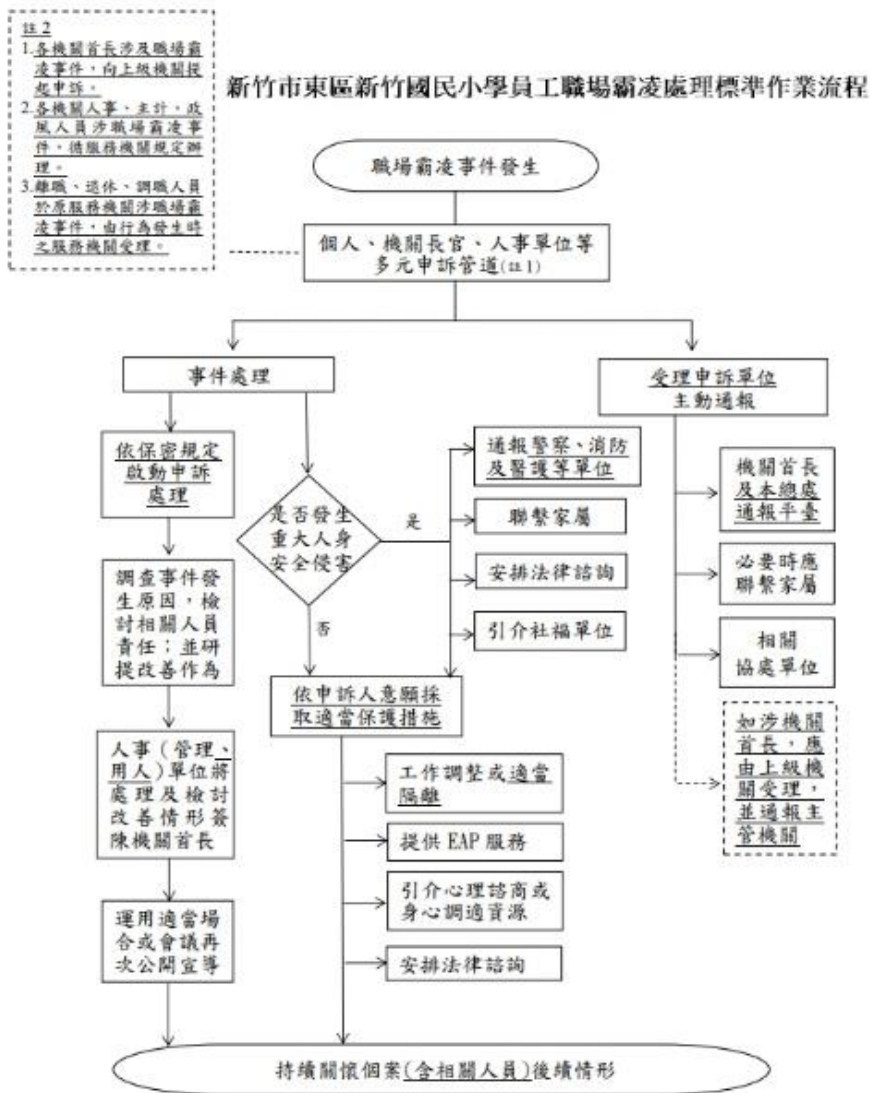 註 2
1.各機關首長涉及職場霸
凌事件，向上級機關提
起申訴。
2.各機關人事、主計、政
風人員涉職場霸凌事
件，循服務機關規定辦
理。
3.離職、退休、調職人員
於原服務機關涉職場霸
凌事件，由行為發生時
之服務機關受理。
新竹市東區新竹國民小學員工職場霸凌處理標準作業流程
職場霸凌事件發生
個人、機關長官、人事單位等
多元申訴管道(註1)
事件處理
受理申訴單位
主動通報
依保密規定
啟動申訴
處理
是否發生
重大人身
安全侵害
是
否
通報警察、消防
及醫護等單位
聯繫家屬
安排法律諮詢
引介社福單位
機關首長
及本總處
通報平臺
必要時應
聯繫家屬
相關
協處單位
如涉機關
首長，應
由上級機
關受理，
並通報主
管機關
調查事件發
生原因，檢
討相關人員
責任；並研
提改善作為
依申訴人意願採
取適當保護措施
人事（管理、
用人）單位將
處理及檢討
改善情形簽
陳機關首長
工作調整或適當
隔離
提供 EAP 服務
引介心理諮商或
身心調適資源
安排法律諮詢
運用適當場
合或會議再
次公開宣導
持續關懷個案(含相關人員)後續情形